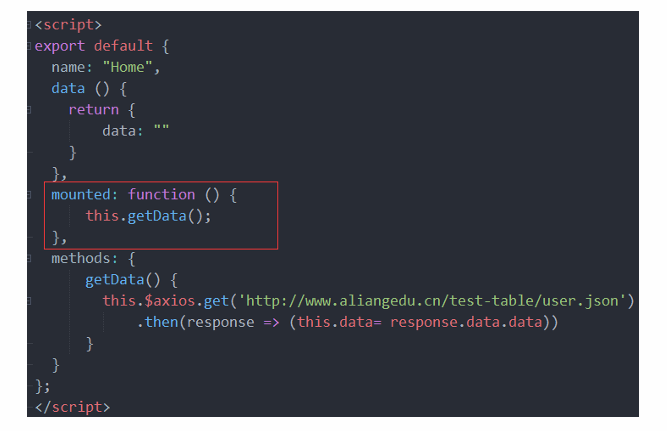 <script>
export default {
name: "Home",
data () {
return {
data: ""
}
},
mounted: function () {
this.getData();
},
methods: {
getData() {
this.$axios.get('http://www.aliangedu.cn/test-table/user.json')
.then(response => (this.data= response.data.data))
}
}
};
</script>